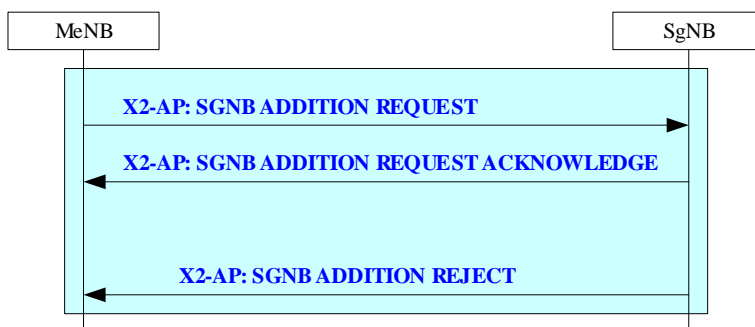 MeNB
SgNB
X2-AP: SGNB ADDITION REQUEST
X2-AP: SGNB ADDITION REQUEST ACKNOWLEDGE
X2-AP: SGNB ADDITION REJECT